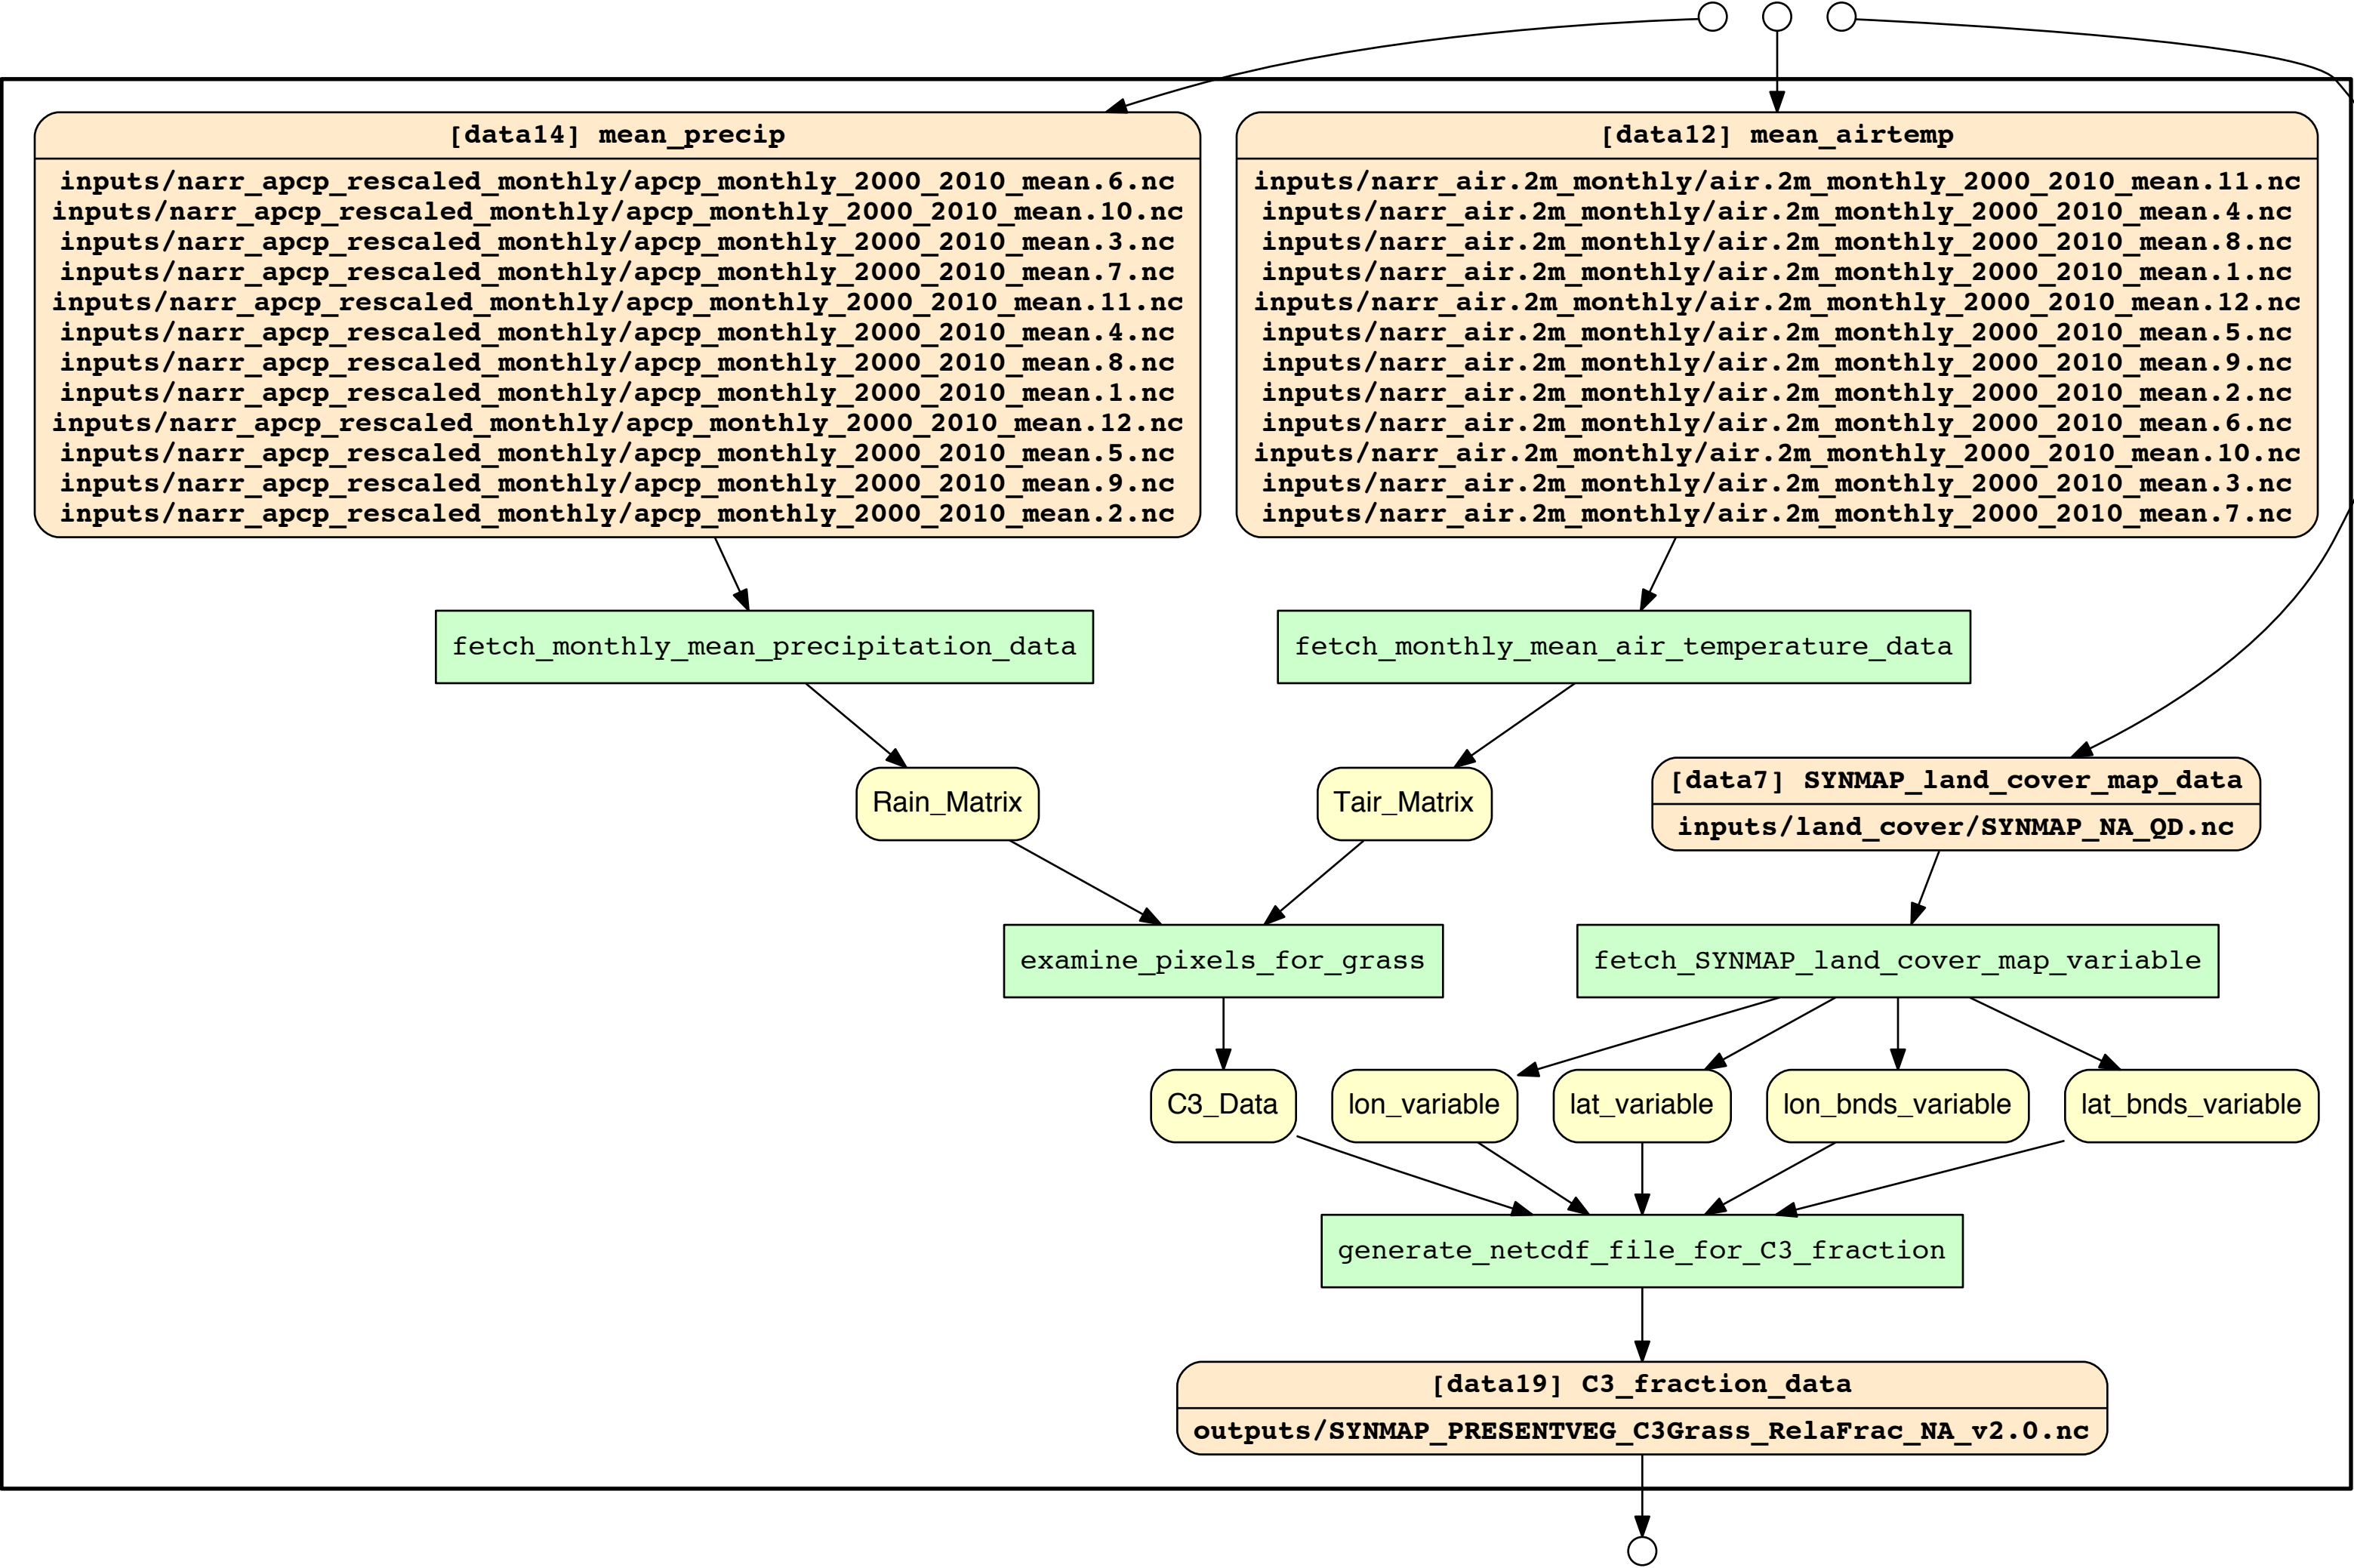 [data14] mean_precip
inputs/narr_apcp_rescaled_monthly/apcp_monthly_2000_2010_mean.6.nc
inputs/narr_apcp_rescaled_monthly/apcp_monthly_2000_2010_mean.10.nc
inputs/narr_apcp_rescaled_monthly/apcp_monthly_2000_2010_mean.3.nc
inputs/narr_apcp_rescaled_monthly/apcp_monthly_2000_2010_mean.7.nc
inputs/narr_apcp_rescaled_monthly/apcp_monthly_2000_2010_mean.11.nc
inputs/narr_apcp_rescaled_monthly/apcp_monthly_2000_2010_mean.4.nc
inputs/narr_apcp_rescaled_monthly/apcp_monthly_2000_2010_mean.8.nc
inputs/narr_apcp_rescaled_monthly/apcp_monthly_2000_2010_mean.1.nc
inputs/narr_apcp_rescaled_monthly/apcp_monthly_2000_2010_mean.12.nc
inputs/narr_apcp_rescaled_monthly/apcp_monthly_2000_2010_mean.5.nc
inputs/narr_apcp_rescaled_monthly/apcp_monthly_2000_2010_mean.9.nc
inputs/narr_apcp_rescaled_monthly/apcp_monthly_2000_2010_mean.2.nc
[data12] mean_airtemp
inputs/narr_air.2m_monthly/air.2m_monthly_2000_2010_mean.11.nc
inputs/narr_air.2m_monthly/air.2m_monthly_2000_2010_mean.4.nc
inputs/narr_air.2m_monthly/air.2m_monthly_2000_2010_mean.8.nc
inputs/narr_air.2m_monthly/air.2m_monthly_2000_2010_mean.1.nc
inputs/narr_air.2m_monthly/air.2m_monthly_2000_2010_mean.12.nc
inputs/narr_air.2m_monthly/air.2m_monthly_2000_2010_mean.5.nc
inputs/narr_air.2m_monthly/air.2m_monthly_2000_2010_mean.9.nc
inputs/narr_air.2m_monthly/air.2m_monthly_2000_2010_mean.2.nc
inputs/narr_air.2m_monthly/air.2m_monthly_2000_2010_mean.6.nc
inputs/narr_air.2m_monthly/air.2m_monthly_2000_2010_mean.10.nc
inputs/narr_air.2m_monthly/air.2m_monthly_2000_2010_mean.3.nc
inputs/narr_air.2m_monthly/air.2m_monthly_2000_2010_mean.7.nc
fetch_monthly_mean_precipitation_data
fetch_monthly_mean_air_temperature_data
Rain_Matrix
Tair_Matrix
[data7] SYNMAP_land_cover_map_data
inputs/land_cover/SYNMAP_NA_QD.nc
examine_pixels_for_grass
fetch_SYNMAP_land_cover_map_variable
C3_Data
lon_variable
lat_variable
lon_bnds_variable
lat_bnds_variable
generate_netcdf_file_for_C3_fraction
[data19] C3_fraction_data
outputs/SYNMAP_PRESENTVEG_C3Grass_RelaFrac_NA_v2.0.nc